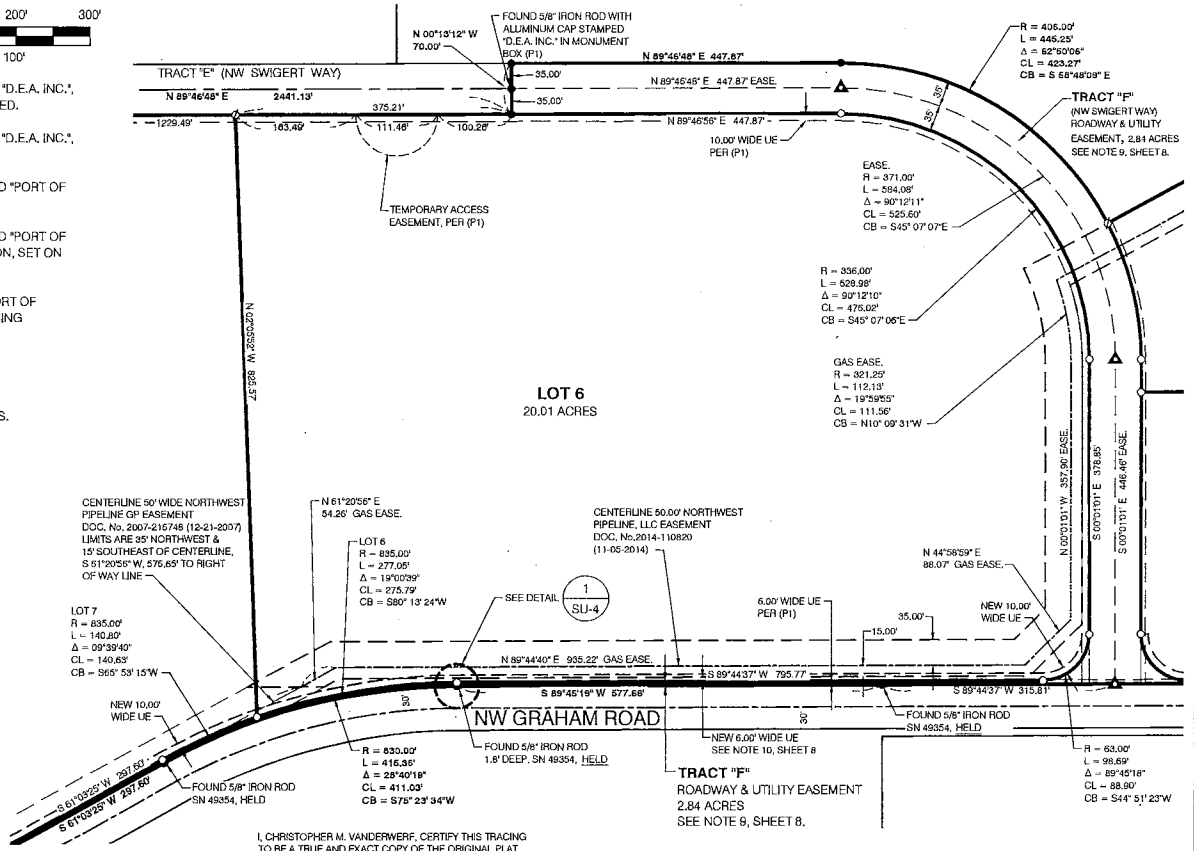 200' 300'
100'
"D.E.A. INC.",
ED.
"D.E.A. INC.",
D "PORT OF
D "PORT OF
ON, SET ON
RT OF
ING
S.
TRACT "E" (NW SWIGERT WAY)
N 89°46'48" E 2441.13'
375.21'
1229.49'
163.49'
111.46'
100.26'
TEMPORARY ACCESS
EASEMENT, PER (P1)
N 00°13'12" W
70.00'
FOUND 5/8" IRON ROD WITH
ALUMINUM CAP STAMPED
"D.E.A. INC." IN MONUMENT
BOX (P1)
35.00'
35.00'
N 89°46'48" E 447.87'
N 89°46'48" E 447.87' EASE.
N 89°46'56" E 447.87'
10.00' WIDE UE
PER (P1)
35'
35'
R = 406.00'
L = 445.25'
Δ = 62°50'06"
CL = 423.27'
CB = S 58°48'09" E
TRACT "F"
(NW SWIGERT WAY)
ROADWAY & UTILITY
EASEMENT, 2.84 ACRES
SEE NOTE 9, SHEET 8.
EASE.
R = 371.00'
L = 584.08'
Δ = 90°12'11"
CL = 525.60'
CB = S45° 07' 07"E
R = 336.00'
L = 528.98'
Δ = 90°12'10"
CL = 476.02'
CB = S45° 07' 06"E
GAS EASE.
R = 321.25'
L = 112.13'
Δ = 19°59'55"
CL = 111.56'
CB = N10° 09' 31"W
N 02°05'52" W 825.57'
LOT 6
20.01 ACRES
N 00°01'01" W 357.90' EASE.
S 00°01'01" E 378.85'
S 00°01'01" E 446.46' EASE.
CENTERLINE 50' WIDE NORTHWEST
PIPELINE GP EASEMENT
DOC. No. 2007-215748 (12-21-2007)
LIMITS ARE 35' NORTHWEST &
15' SOUTHEAST OF CENTERLINE,
S 61°20'56" W, 576.65' TO RIGHT
OF WAY LINE
N 61°20'56" E
54.26' GAS EASE.
LOT 6
R = 835.00'
L = 277.05'
Δ = 19°00'39"
CL = 275.79'
CB = S80° 13' 24"W
CENTERLINE 50.00' NORTHWEST
PIPELINE, LLC EASEMENT
DOC. No.2014-110820
(11-05-2014)
SEE DETAIL
1
SU-4
N 44°58'59" E
88.07' GAS EASE.
6.00' WIDE UE
PER (P1)
NEW 10.00'
WIDE UE
35.00'
15.00'
LOT 7
R = 835.00'
L = 140.80'
Δ = 09°39'40"
CL = 140.63'
CB = S65° 53' 15"W
NEW 10.00'
WIDE UE
N 89°44'40" E 935.22' GAS EASE.
S 89°44'37" W 795.77'
S 89°45'19" W 577.68'
S 89°44'37" W 315.81'
30'
NW GRAHAM ROAD
30'
FOUND 5/8" IRON ROD
SN 49354, HELD
NEW 6.00' WIDE UE
SEE NOTE 10, SHEET 8
FOUND 5/8" IRON ROD
1.8' DEEP, SN 49354, HELD
R = 830.00'
L = 415.36'
Δ = 28°40'19"
CL = 411.03'
CB = S75° 23' 34"W
R = 63.00'
L = 98.69'
Δ = 89°45'18"
CL = 88.90'
CB = S44° 51' 23"W
TRACT "F"
ROADWAY & UTILITY EASEMENT
2.84 ACRES
SEE NOTE 9, SHEET 8.
FOUND 5/8" IRON ROD
SN 49354, HELD
S 61°03'25" W 297.60'
S 61°03'25" W 297.60'
I, CHRISTOPHER M. VANDERWERF, CERTIFY THIS TRACING
TO BE A TRUE AND EXACT COPY OF THE ORIGINAL PLAT